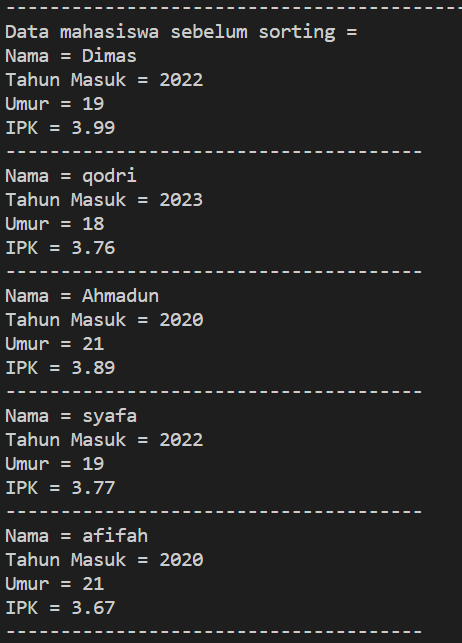 ------------------------------------------
Data mahasiswa sebelum sorting =
Nama = Dimas
Tahun Masuk = 2022
Umur = 19
IPK = 3.99
--------------------------------------
Nama = qodri
Tahun Masuk = 2023
Umur = 18
IPK = 3.76
--------------------------------------
Nama = Ahmadun
Tahun Masuk = 2020
Umur = 21
IPK = 3.89
--------------------------------------
Nama = syafa
Tahun Masuk = 2022
Umur = 19
IPK = 3.77
--------------------------------------
Nama = afifah
Tahun Masuk = 2020
Umur = 21
IPK = 3.67
--------------------------------------